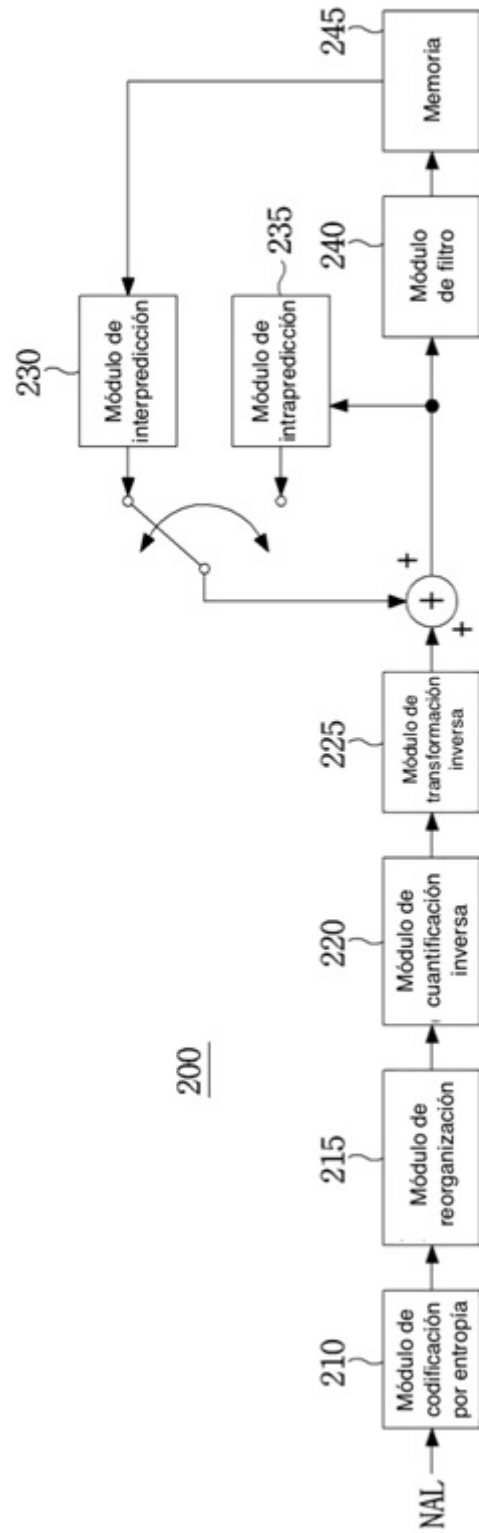 200
NAL
210
Módulo de
codificación
por entropía
215
Módulo de
reorganización
220
Módulo de
cuantificación
inversa
225
Módulo de
transformación
inversa
+
+
+
230
Módulo de
interpredicción
235
Módulo de
intrapredicción
240
Módulo
de filtro
245
Memoria